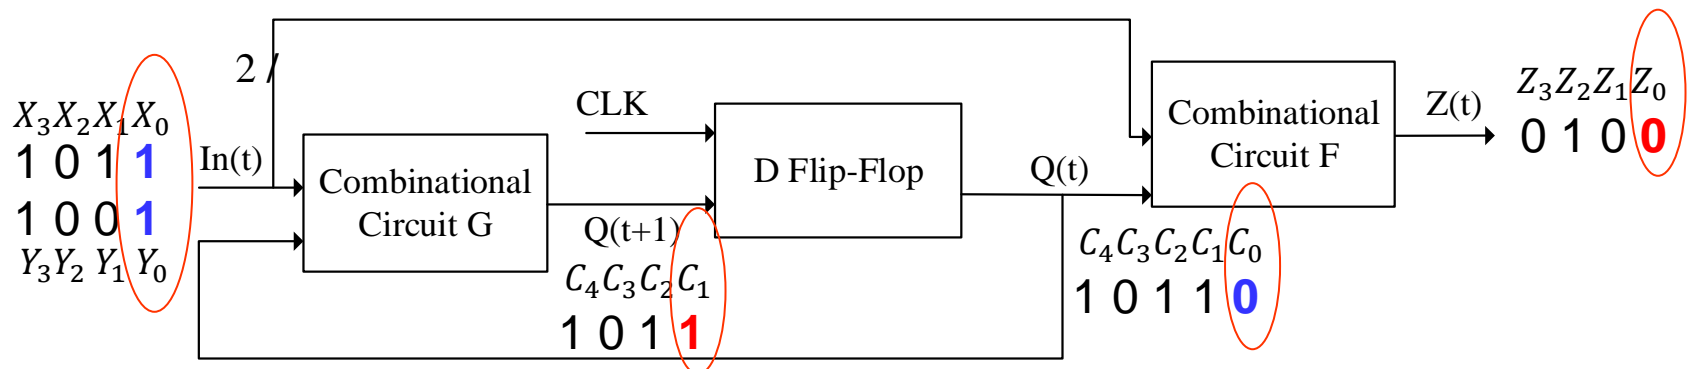 2 /
X₃X₂X₁X₀
1 0 1 1
In(t)
1 0 0 1
Y₃Y₂ Y₁ Y₀
Combinational
Circuit G
CLK
Q(t+1)
C₄C₃C₂C₁
1 0 1 1
D Flip-Flop
Q(t)
C₄C₃C₂C₁C₀
1 0 1 1 0
Combinational
Circuit F
Z(t)
Z₃Z₂Z₁Z₀
0 1 0 0